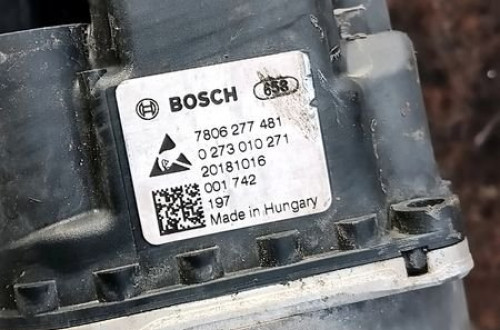 BOSCH 658
7806 277 481
0 273 010 271
20181016
001 742
197
Made in Hungary